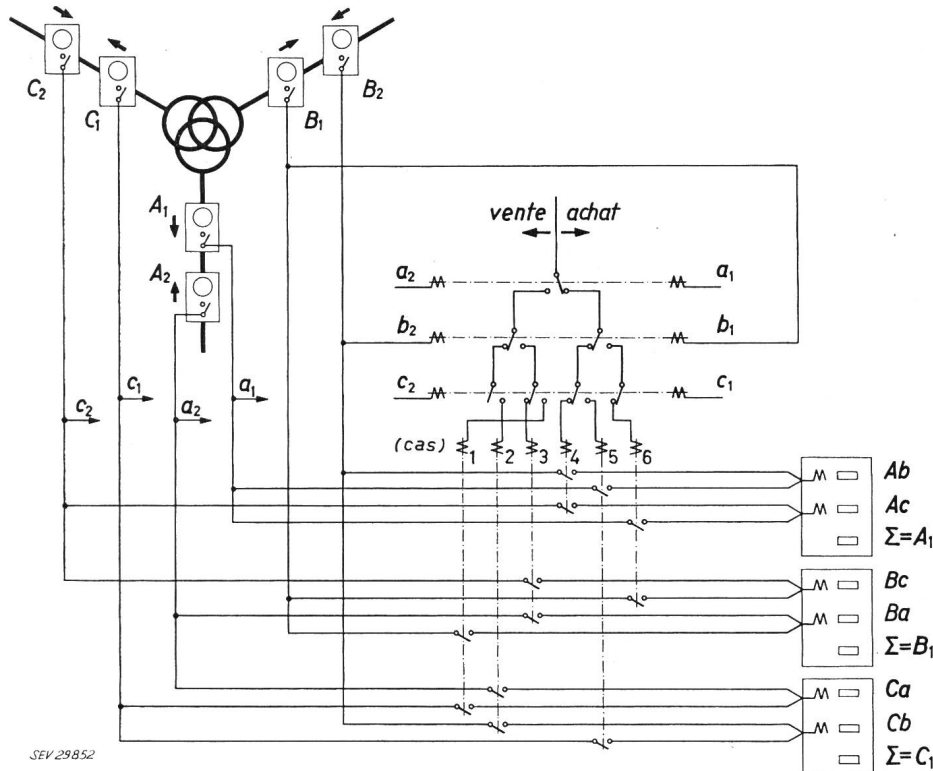 C₂
C₁
B₁
B₂
A₁
A₂
vente achat
a₂ a₁
b₂ b₁
c₂ c₁
c₂
c₁
a₂
a₁
(cas) 1 2 3 4 5 6
Ab
Ac
Σ=A₁
Bc
Ba
Σ=B₁
Ca
Cb
Σ=C₁
SEV 29852